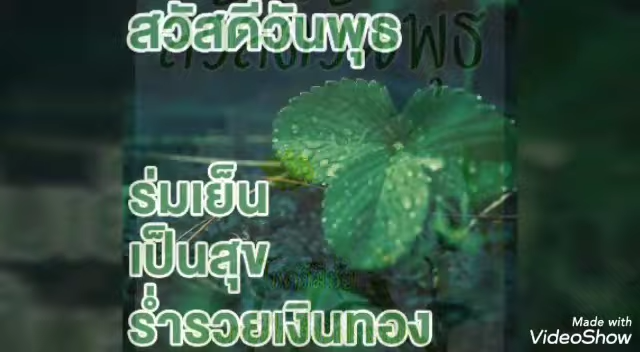 สวัสดีวันพุธ
ร่มเย็น
เป็นสุข
ร่ำรวยเงินทอง
Made with
VideoShow